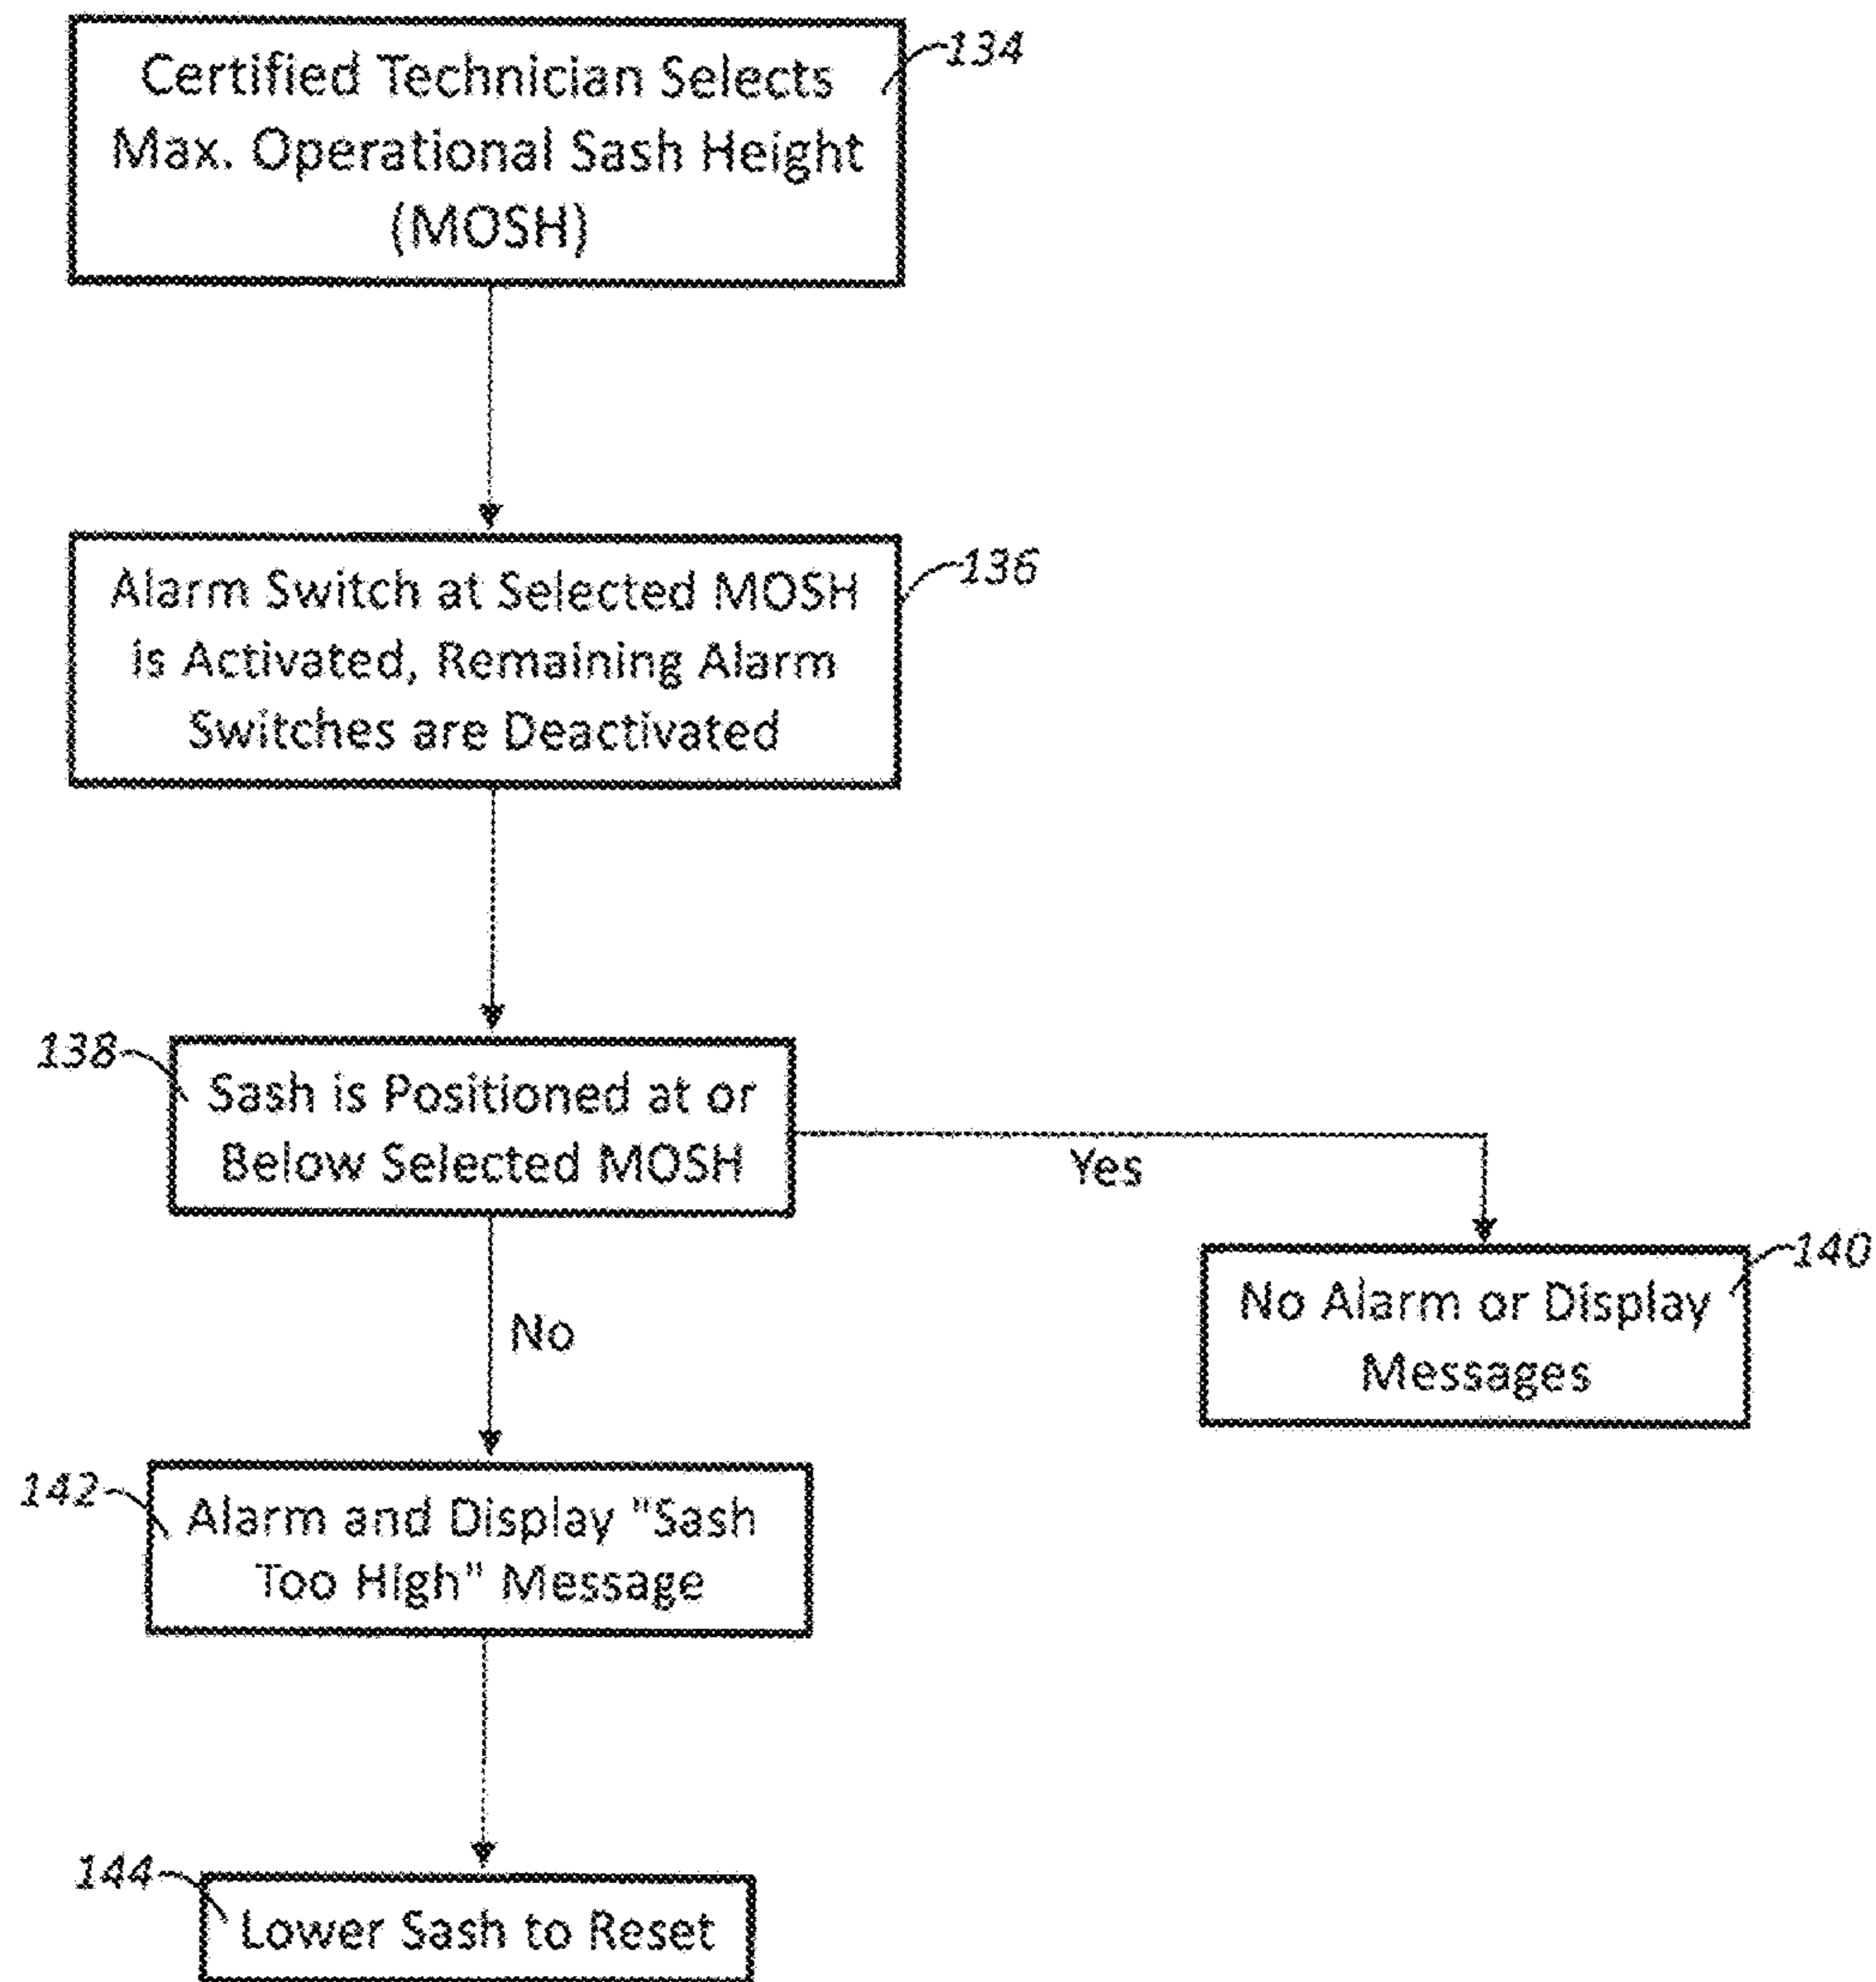 Certified Technician Selects
Max. Operational Sash Height
(MOSH)
134
Alarm Switch at Selected MOSH
is Activated, Remaining Alarm
Switches are Deactivated
136
138
Sash is Positioned at or
Below Selected MOSH
Yes
No
140
No Alarm or Display
Messages
142
Alarm and Display "Sash
Too High" Message
144
Lower Sash to Reset